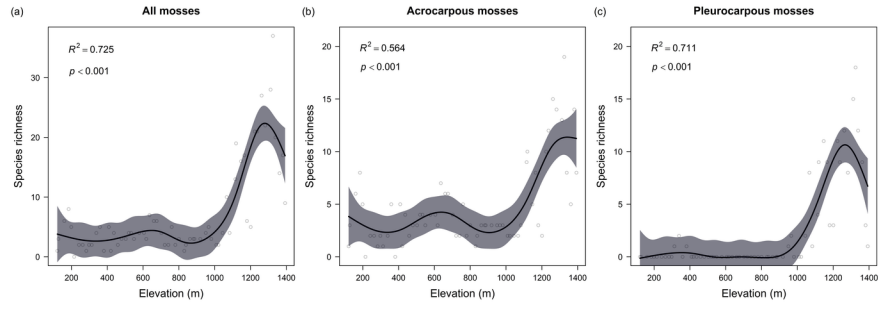 (a) All mosses
R² = 0.725
p < 0.001
Species richness
30
20
10
0
200 400 600 800 1000 1200 1400
Elevation (m)
(b) Acrocarpous mosses
R² = 0.564
p < 0.001
Species richness
20
15
10
5
0
200 400 600 800 1000 1200 1400
Elevation (m)
(c) Pleurocarpous mosses
R² = 0.711
p < 0.001
Species richness
20
15
10
5
0
200 400 600 800 1000 1200 1400
Elevation (m)